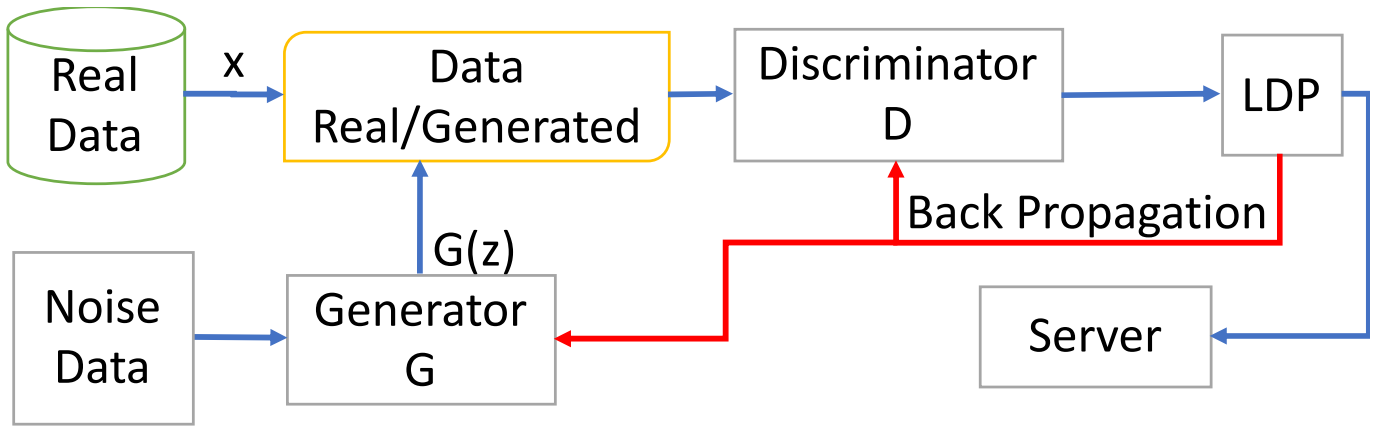 Real
Data
x
Data
Real/Generated
Discriminator
D
LDP
Back Propagation
G(z)
Noise
Data
Generator
G
Server